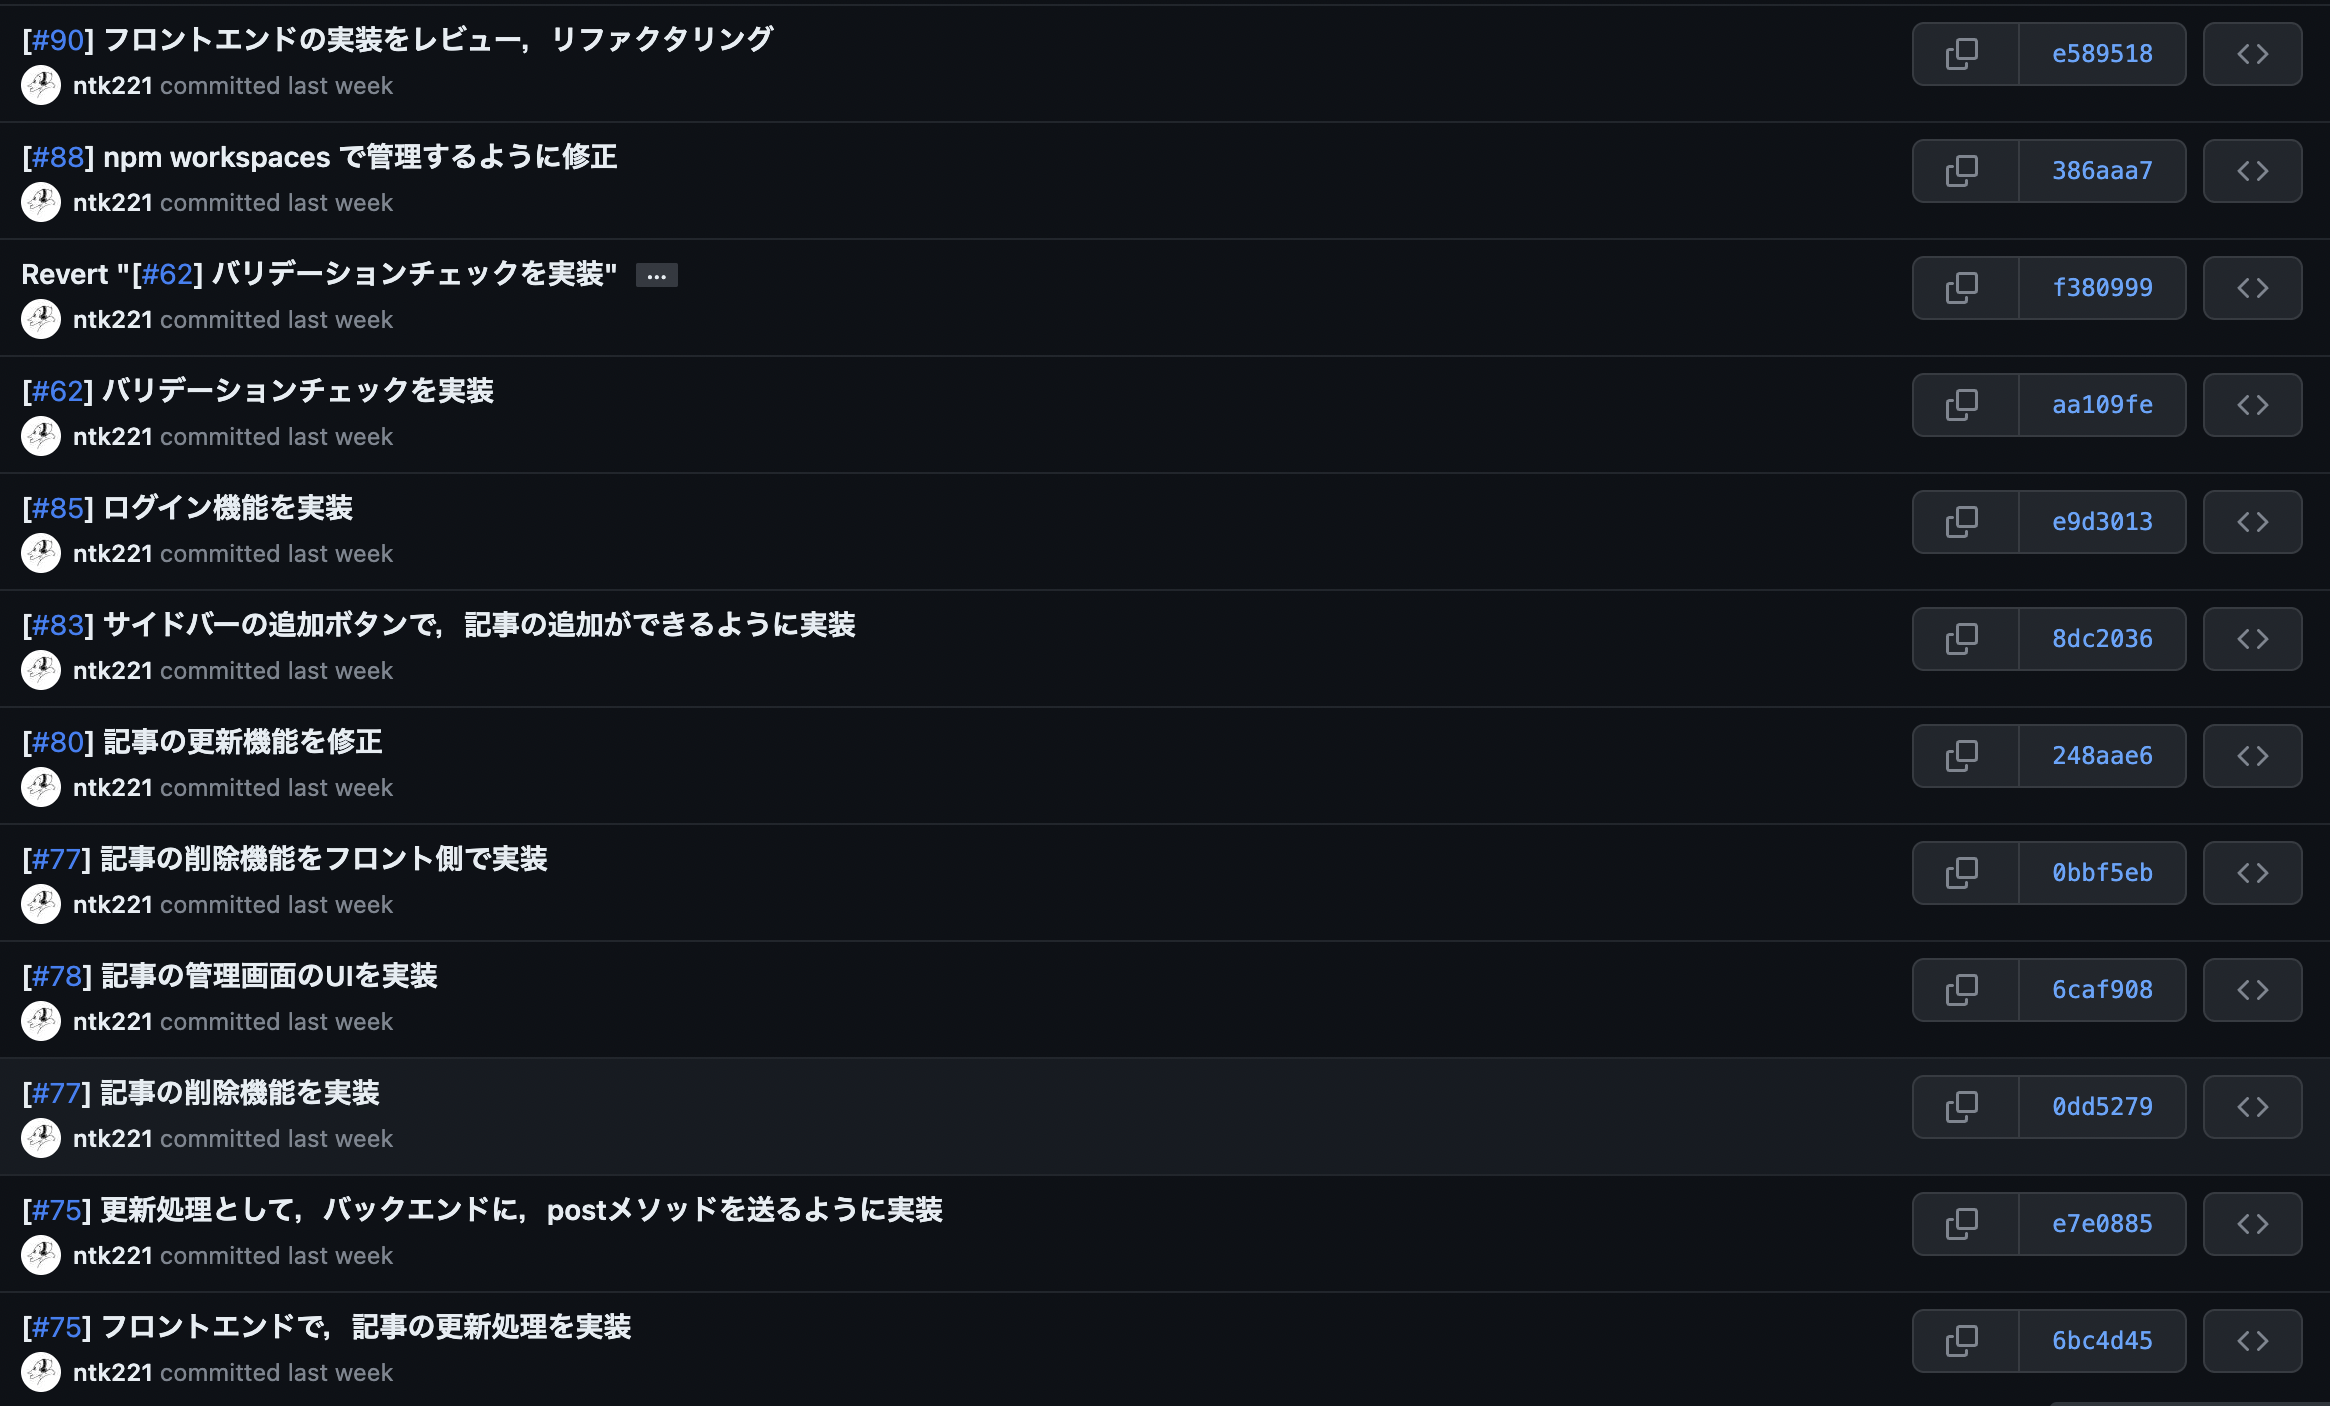 [#90] フロントエンドの実装をレビュー，リファクタリング
e589518
ntk221 committed last week
[#88] npm workspaces で管理するように修正
386aaa7
ntk221 committed last week
Revert "[#62] バリデーションチェックを実装" …
f380999
ntk221 committed last week
[#62] バリデーションチェックを実装
aa109fe
ntk221 committed last week
[#85] ログイン機能を実装
e9d3013
ntk221 committed last week
[#83] サイドバーの追加ボタンで，記事の追加ができるように実装
8dc2036
ntk221 committed last week
[#80] 記事の更新機能を修正
248aae6
ntk221 committed last week
[#77] 記事の削除機能をフロント側で実装
0bbf5eb
ntk221 committed last week
[#78] 記事の管理画面のUIを実装
6caf908
ntk221 committed last week
[#77] 記事の削除機能を実装
0dd5279
ntk221 committed last week
[#75] 更新処理として，バックエンドに，postメソッドを送るように実装
e7e0885
ntk221 committed last week
[#75] フロントエンドで，記事の更新処理を実装
6bc4d45
ntk221 committed last week